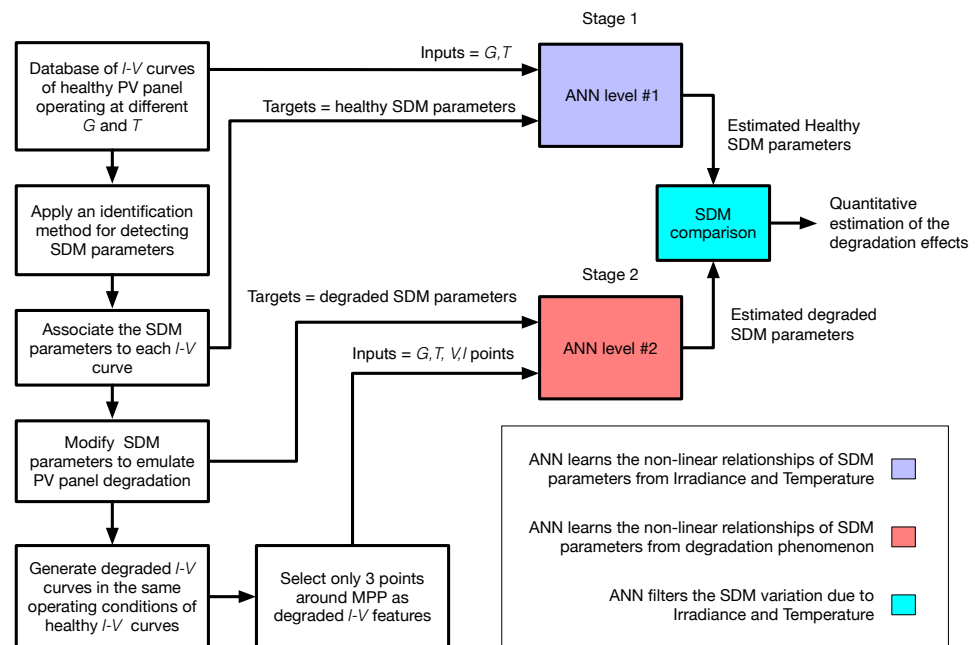 Stage 1
Database of I-V curves
of healthy PV panel
operating at different
G and T
Inputs = G,T
Targets = healthy SDM parameters
ANN level #1
Estimated Healthy
SDM parameters
Apply an identification
method for detecting
SDM parameters
SDM
comparison
Quantitative
estimation of the
degradation effects
Stage 2
Associate the SDM
parameters to each I-V
curve
Targets = degraded SDM parameters
Inputs = G,T, V,I points
ANN level #2
Estimated degraded
SDM parameters
Modify SDM
parameters to emulate
PV panel degradation
Generate degraded I-V
curves in the same
operating conditions of
healthy I-V curves
Select only 3 points
around MPP as
degraded I-V features
ANN learns the non-linear relationships of SDM
parameters from Irradiance and Temperature
ANN learns the non-linear relationships of SDM
parameters from degradation phenomenon
ANN filters the SDM variation due to
Irradiance and Temperature